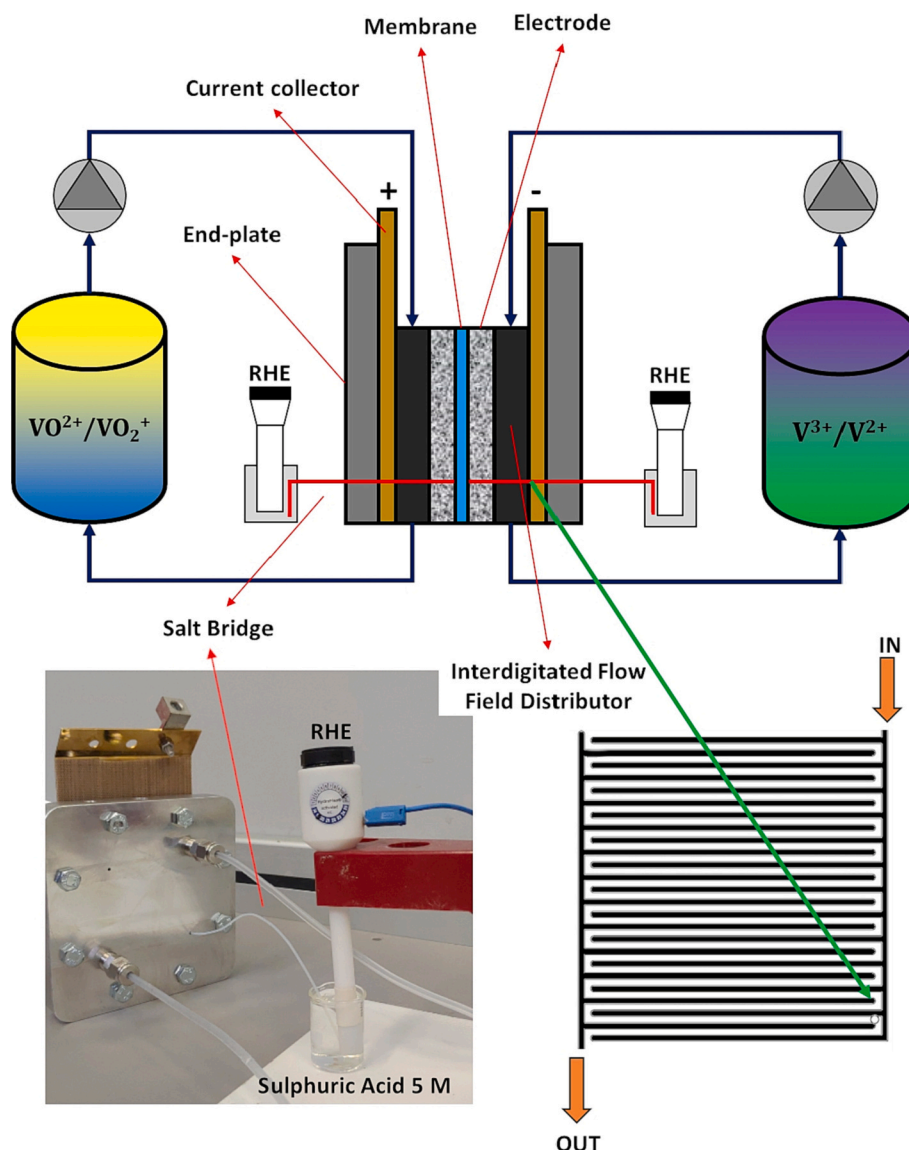 Membrane
Electrode
Current collector
+
-
End-plate
RHE
RHE
VO²⁺/VO₂⁺
V³⁺/V²⁺
Salt Bridge
Interdigitated Flow
Field Distributor
IN
RHE
Sulphuric Acid 5 M
OUT